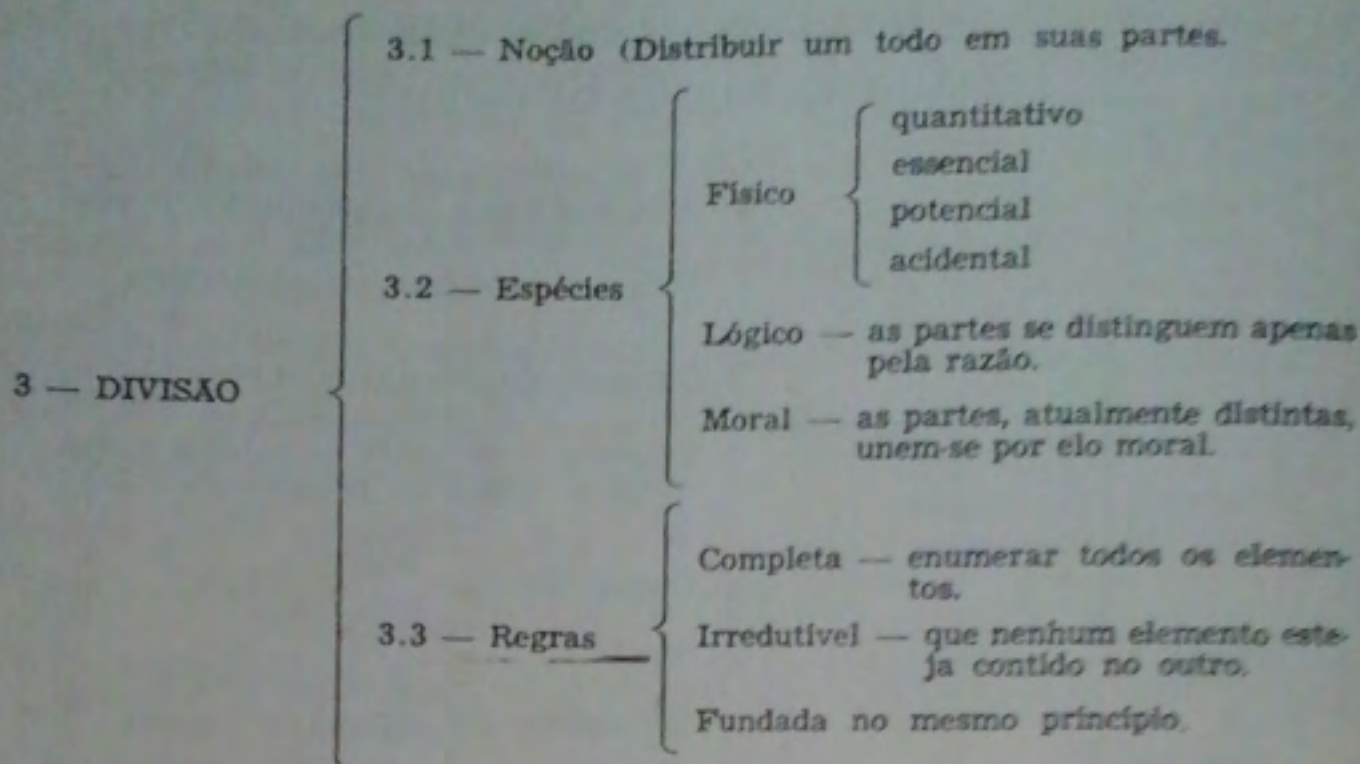 3.1 — Noção (Distribuir um todo em suas partes.
quantitativo
essencial
Físico
potencial
acidental
3.2 — Espécies
Lógico — as partes se distinguem apenas
pela razão.
3 — DIVISÃO
Moral — as partes, atualmente distintas,
unem-se por elo moral.
Completa — enumerar todos os elemen-
tos.
3.3 — Regras
Irredutível — que nenhum elemento este-
ja contido no outro.
Fundada no mesmo princípio.